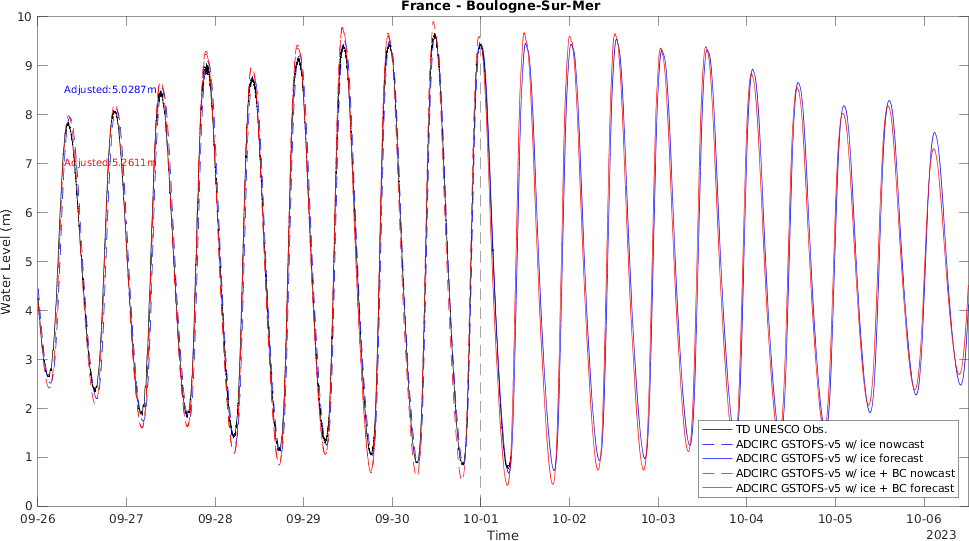 France - Boulogne-Sur-Mer
10
9
8
7
6
5
4
3
2
1
0
Water Level (m)
Adjusted:5.0287m
Adjusted:5.2611m
TD UNESCO Obs.
ADCIRC GSTOFS-v5 w/ ice nowcast
ADCIRC GSTOFS-v5 w/ ice forecast
ADCIRC GSTOFS-v5 w/ ice + BC nowcast
ADCIRC GSTOFS-v5 w/ ice + BC forecast
09-26 09-27 09-28 09-29 09-30 10-01 10-02 10-03 10-04 10-05 10-06
Time
2023